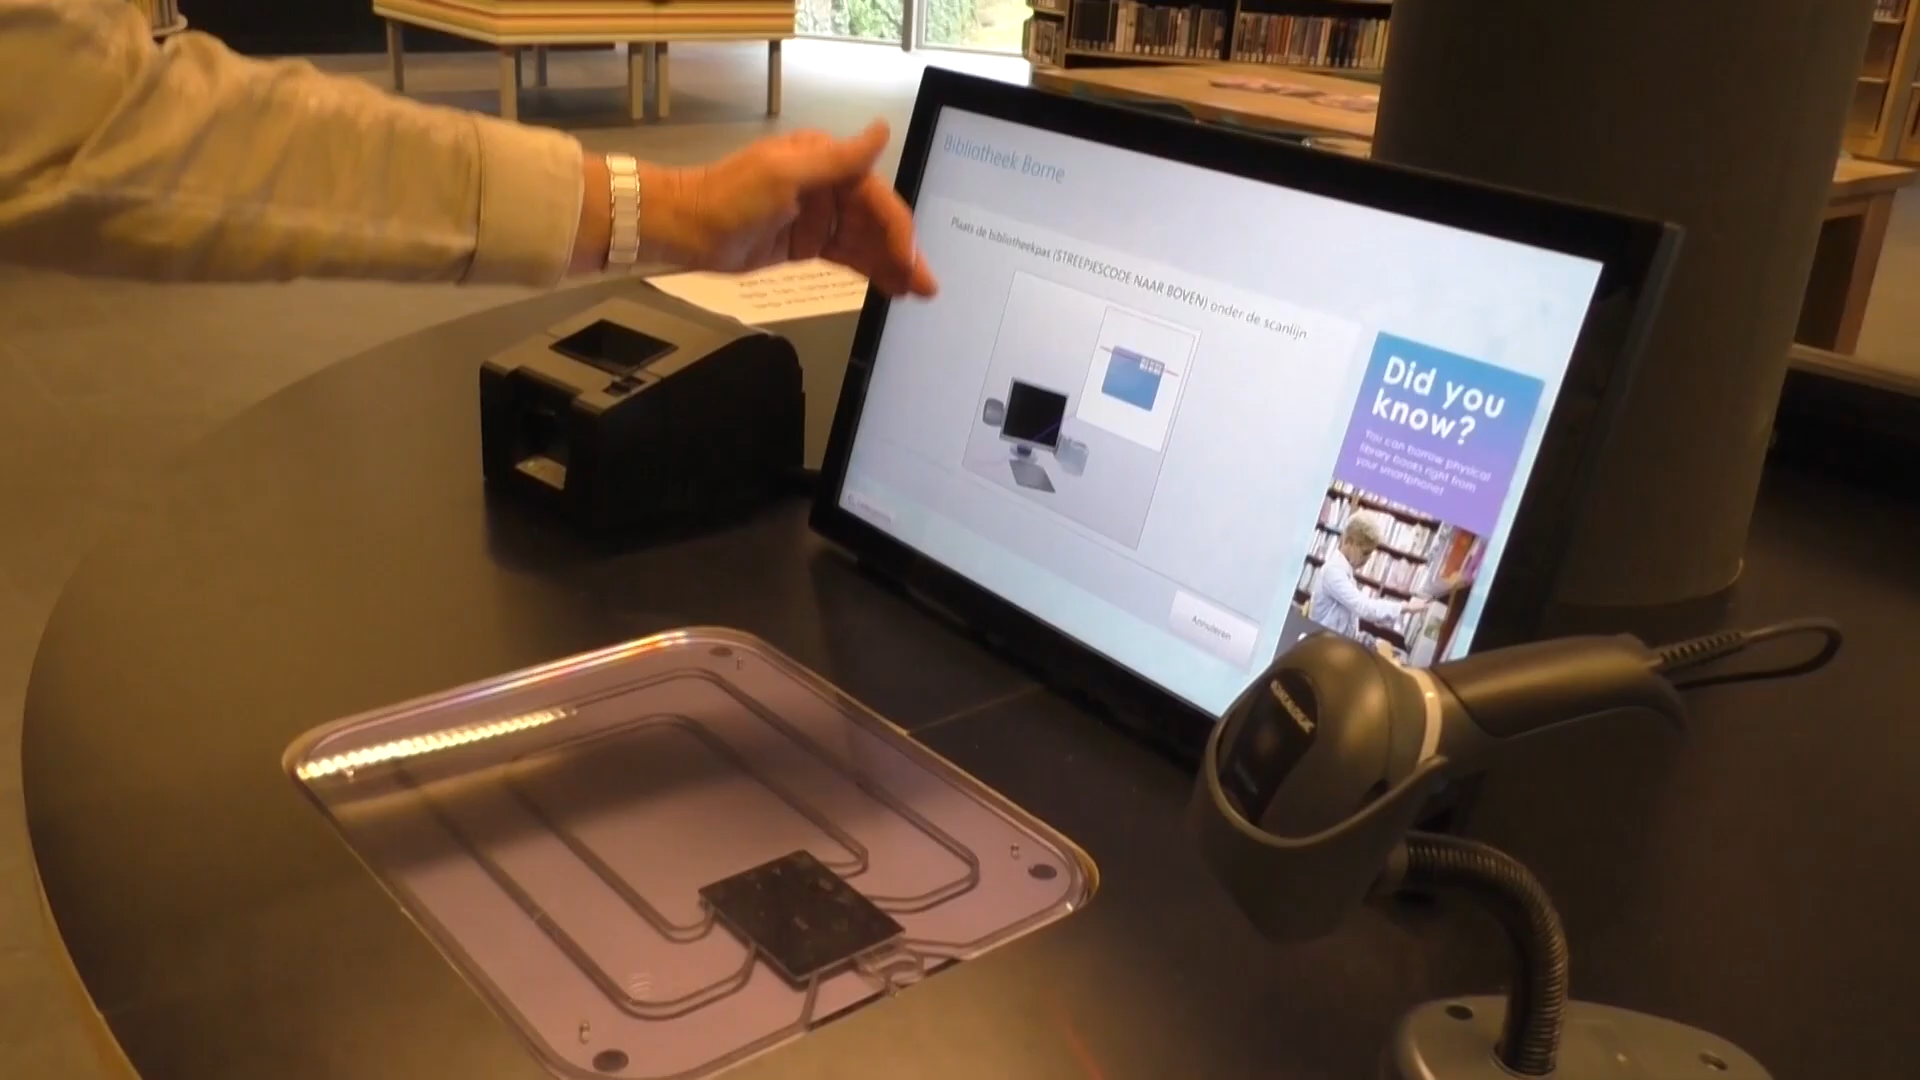 Bibliotheek Borne
Plaats de bibliotheekpas (STREEPJESCODE NAAR BOVEN) onder de scanlijn
Did you
know?
You can borrow physical
library books right from
your smartphone!
Annuleren